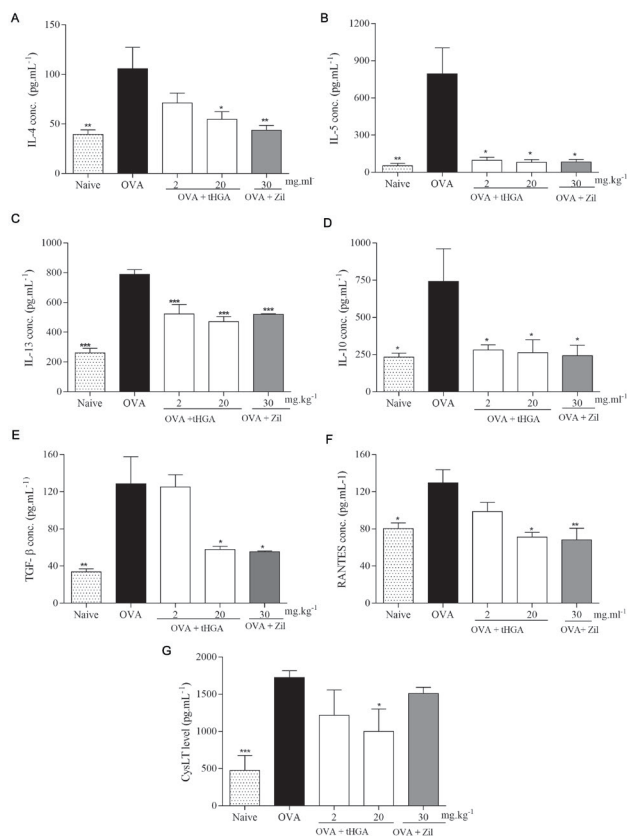 A
IL-4 conc. (pg.mL⁻¹)
150
100
50
0
**
*
**
Naive
OVA
2
20
30
mg.ml⁻
OVA + tHGA
OVA + Zil
B
IL-5 conc. (pg.mL⁻¹)
1200
900
600
300
0
**
*
*
*
Naive
OVA
2
20
30
mg.kg⁻¹
OVA + tHGA
OVA + Zil
C
IL-13 conc. (pg.mL⁻¹)
1000
800
600
400
200
0
***
***
***
***
Naive
OVA
2
20
30
mg.kg⁻¹
OVA +tHGA
OVA + Zil
D
IL-10 conc. (pg.mL⁻¹)
1000
750
500
250
0
*
*
*
*
Naive
OVA
2
20
30
mg.ml⁻¹
OVA + tHGA
OVA + Zil
E
TGF- β conc. (pg.mL⁻¹)
160
120
80
40
0
**
*
*
Naive
OVA
2
20
30
mg.kg⁻¹
OVA + tHGA
OVA + Zil
F
RANTES conc. (pg.mL-1)
160
120
80
40
0
*
*
**
Naive
OVA
2
20
30
mg.ml⁻¹
OVA + tHGA
OVA+ Zil
G
CysLT level (pg.mL⁻¹)
2000
1500
1000
500
0
***
*
Naive
OVA
2
20
30
mg.kg⁻¹
OVA + tHGA
OVA + Zil